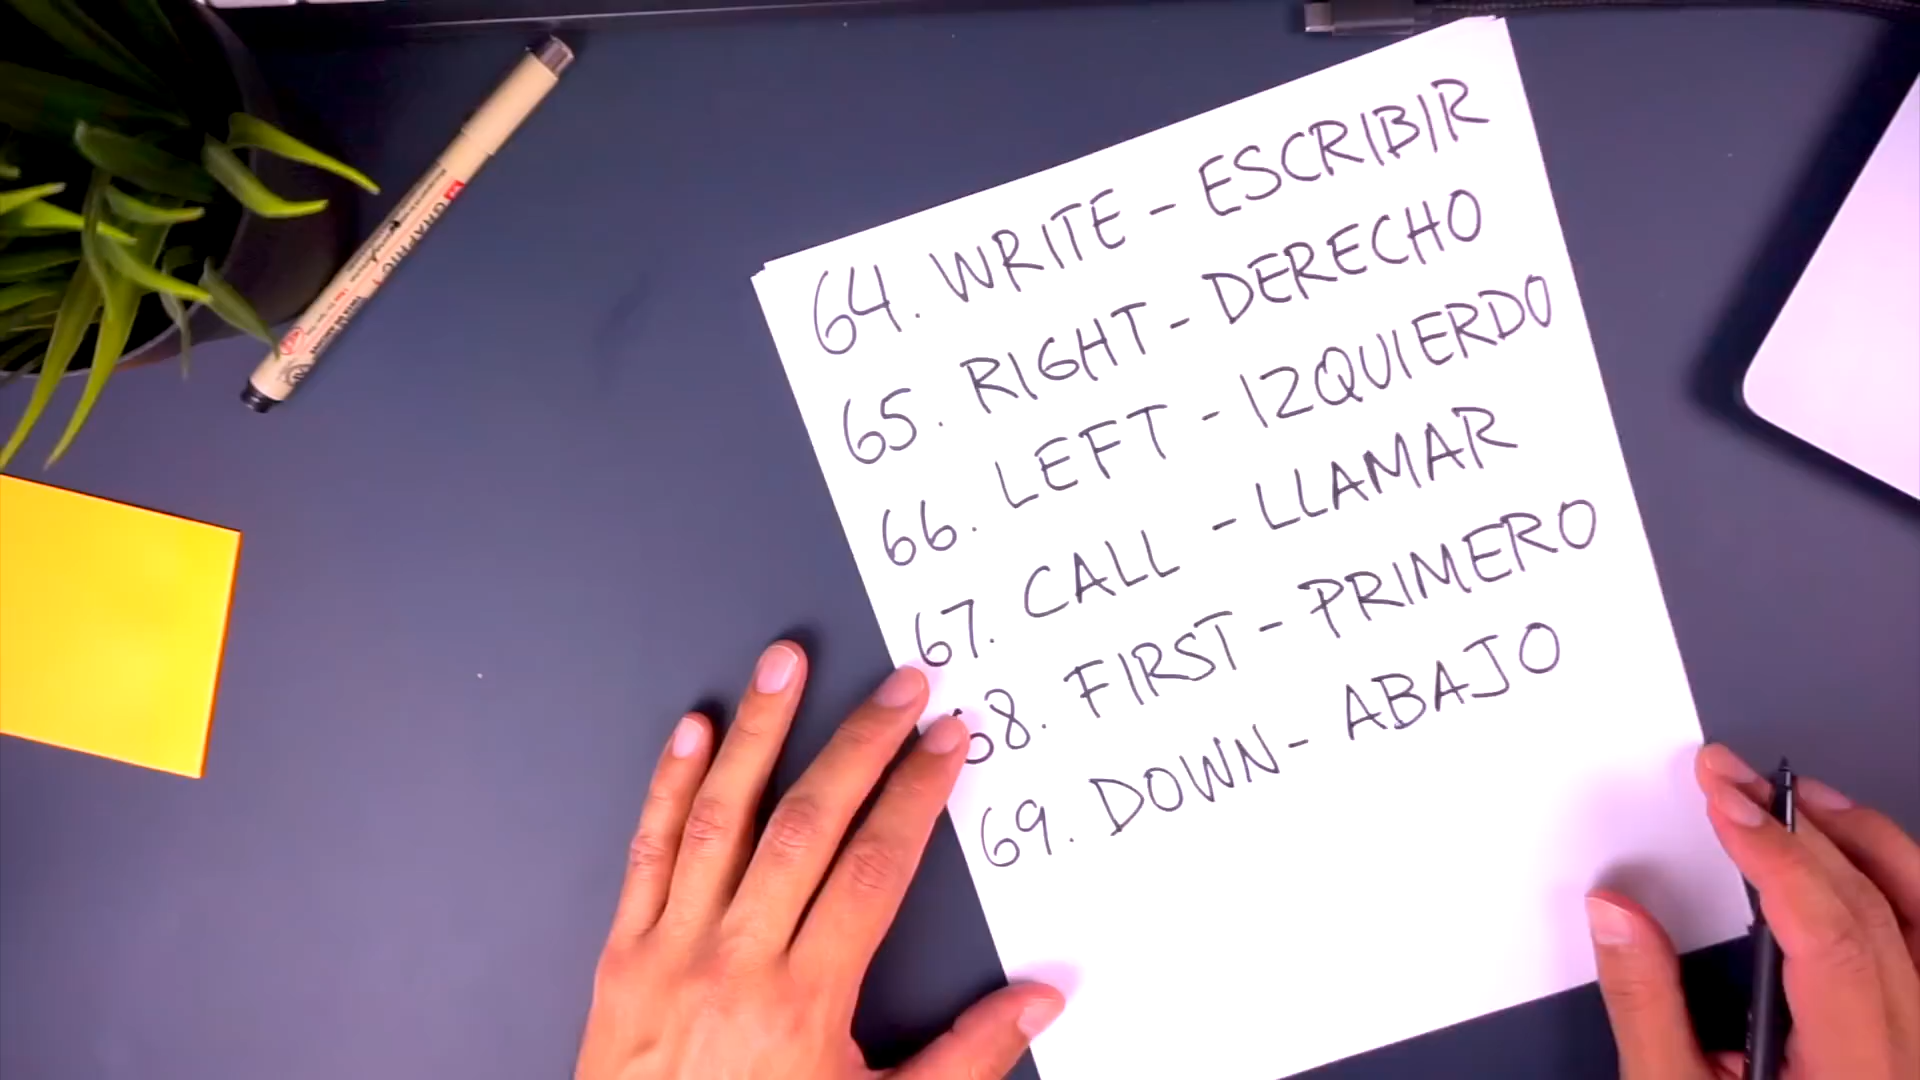 64. WRITE - ESCRIBIR
65. RIGHT - DERECHO
66. LEFT - IZQUIERDO
67. CALL - LLAMAR
68. FIRST - PRIMERO
69. DOWN - ABAJO